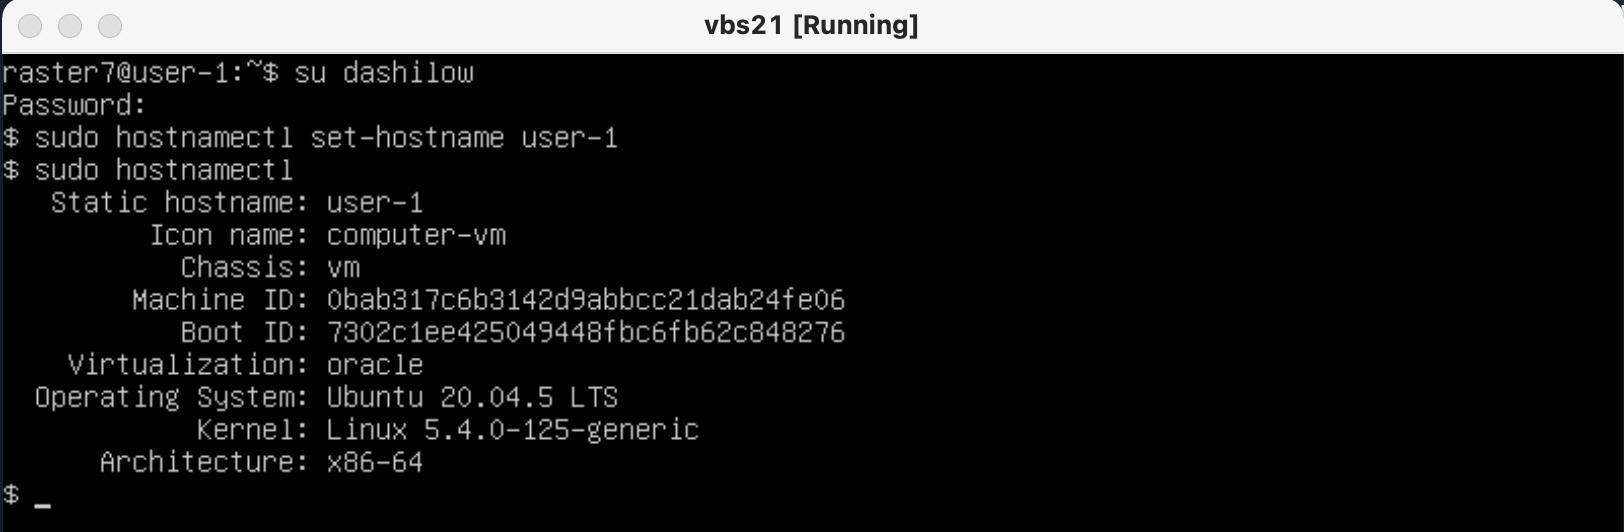 vbs21 [Running]
raster7@user-1:~$ su dashilow
Password:
$ sudo hostnamectl set-hostname user-1
$ sudo hostnamectl
Static hostname: user-1
Icon name: computer-vm
Chassis: vm
Machine ID: 0bab317c6b3142d9abbcc21dab24fe06
Boot ID: 7302c1ee425049448fbc6fb62c848276
Virtualization: oracle
Operating System: Ubuntu 20.04.5 LTS
Kernel: Linux 5.4.0-125-generic
Architecture: x86-64
$ _